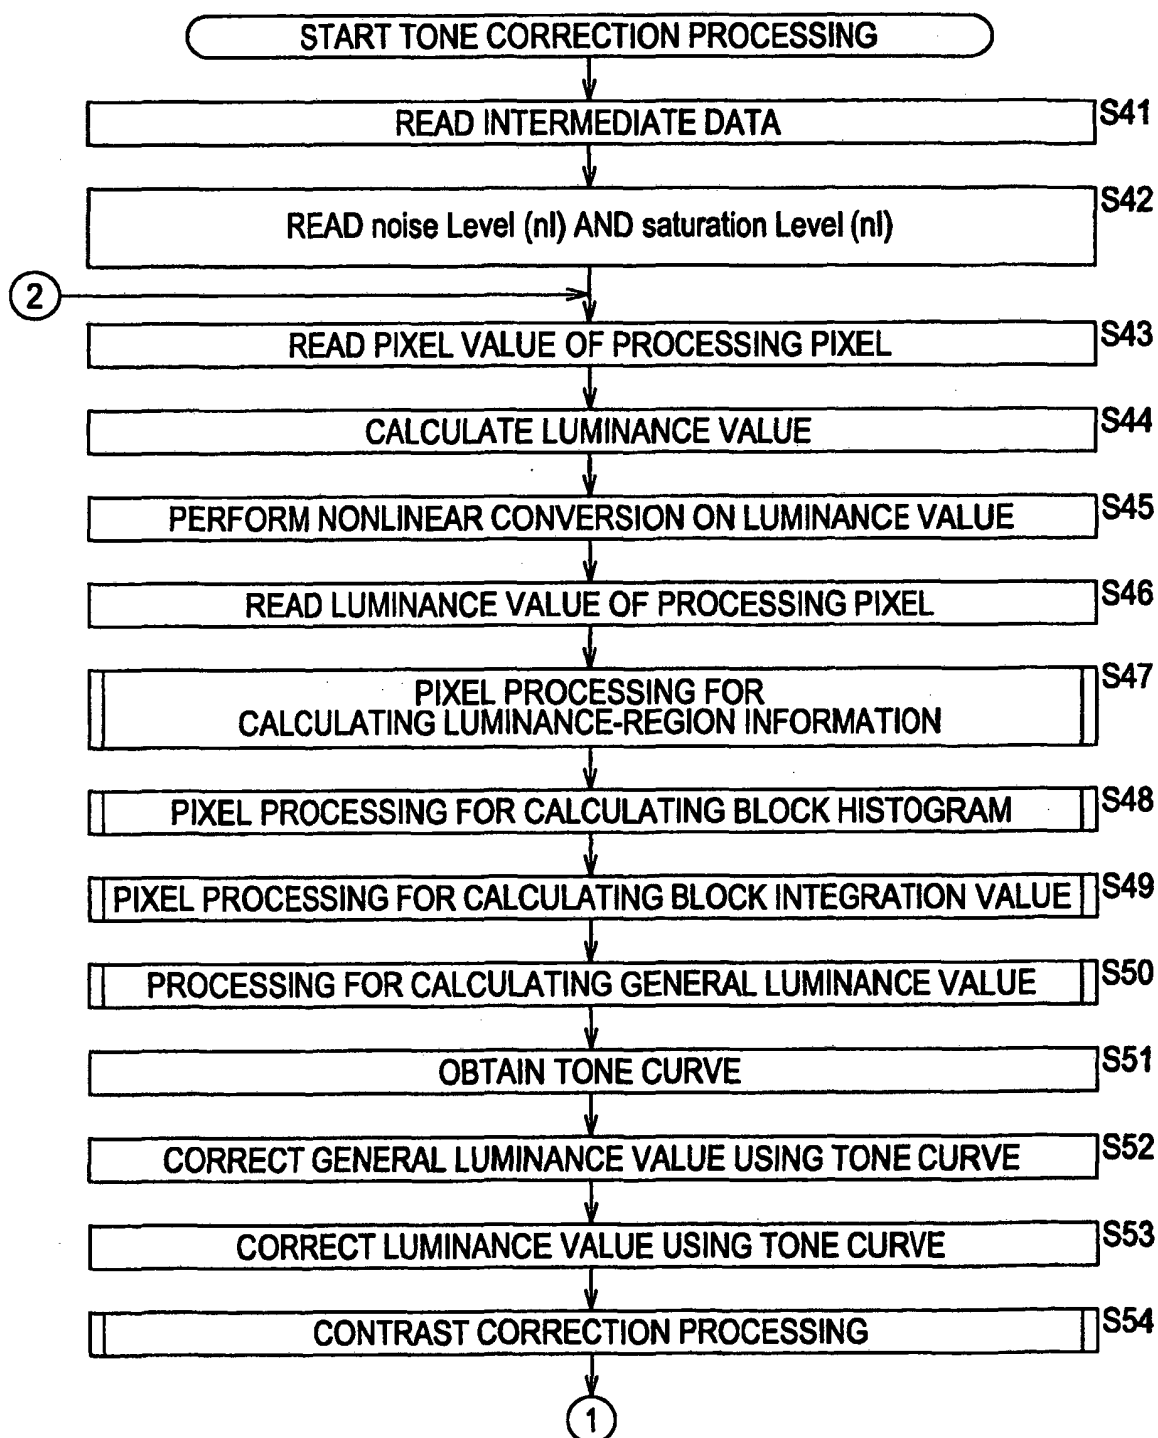 START TONE CORRECTION PROCESSING
S41
READ INTERMEDIATE DATA
S42
READ noise Level (nl) AND saturation Level (nl)
2
S43
READ PIXEL VALUE OF PROCESSING PIXEL
S44
CALCULATE LUMINANCE VALUE
S45
PERFORM NONLINEAR CONVERSION ON LUMINANCE VALUE
S46
READ LUMINANCE VALUE OF PROCESSING PIXEL
S47
PIXEL PROCESSING FOR
CALCULATING LUMINANCE-REGION INFORMATION
S48
PIXEL PROCESSING FOR CALCULATING BLOCK HISTOGRAM
S49
PIXEL PROCESSING FOR CALCULATING BLOCK INTEGRATION VALUE
S50
PROCESSING FOR CALCULATING GENERAL LUMINANCE VALUE
S51
OBTAIN TONE CURVE
S52
CORRECT GENERAL LUMINANCE VALUE USING TONE CURVE
S53
CORRECT LUMINANCE VALUE USING TONE CURVE
S54
CONTRAST CORRECTION PROCESSING
1